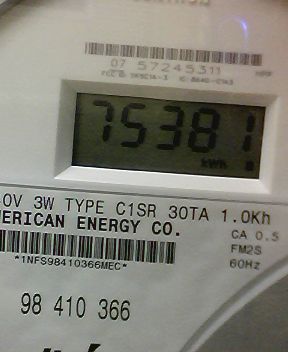 07 57245311
75381
kWh
0V 3W TYPE C1SR 30TA 1.0Kh
ERICAN ENERGY CO.
CA 0.5
FM2S
60Hz
*1NFS98410366MEC*
98 410 366